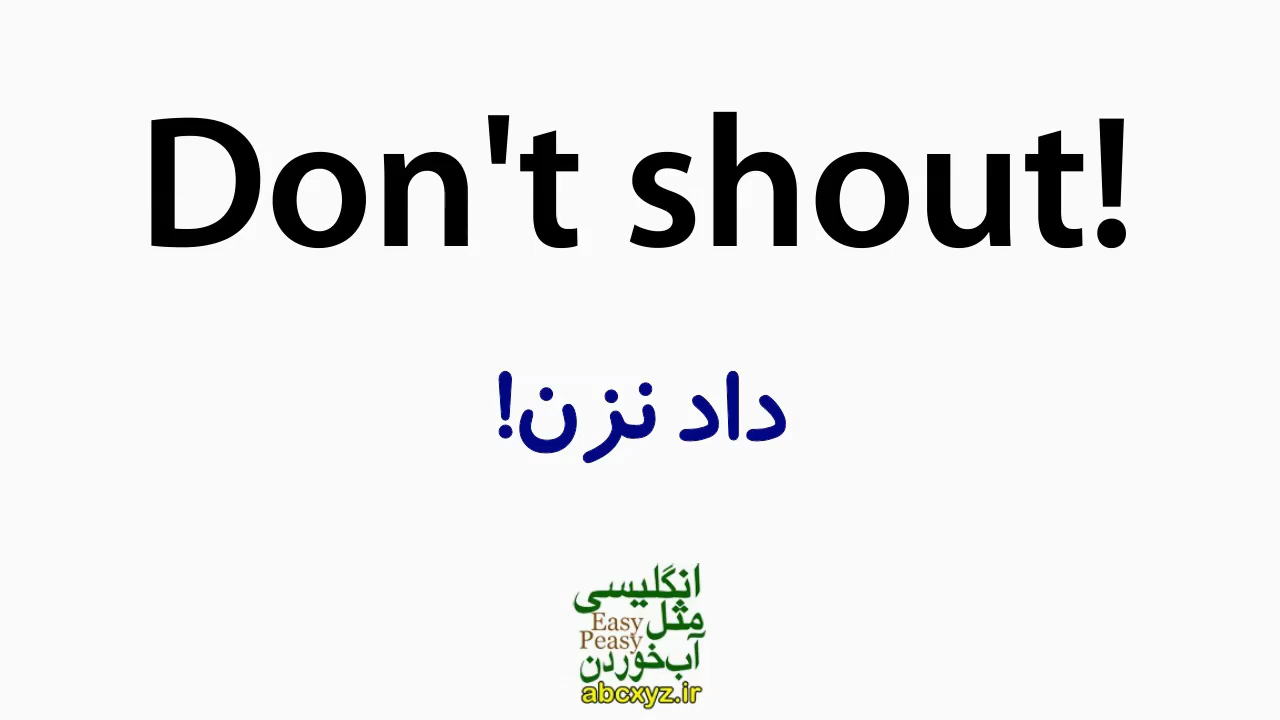 Don't shout!
داد نزن!
انگلیسی
مثل
Easy
Peasy
آب‌خوردن
abcxyz.ir